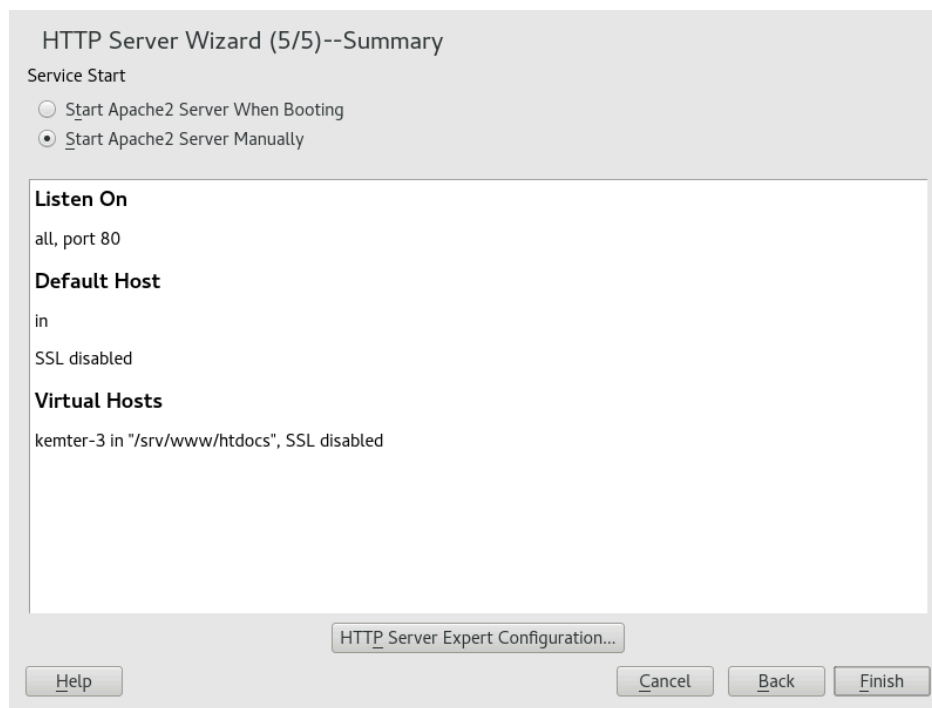 HTTP Server Wizard (5/5)--Summary
Service Start
Start Apache2 Server When Booting
Start Apache2 Server Manually
Listen On
all, port 80
Default Host
in
SSL disabled
Virtual Hosts
kemter-3 in "/srv/www/htdocs", SSL disabled
HTTP Server Expert Configuration...
Help Cancel Back Finish